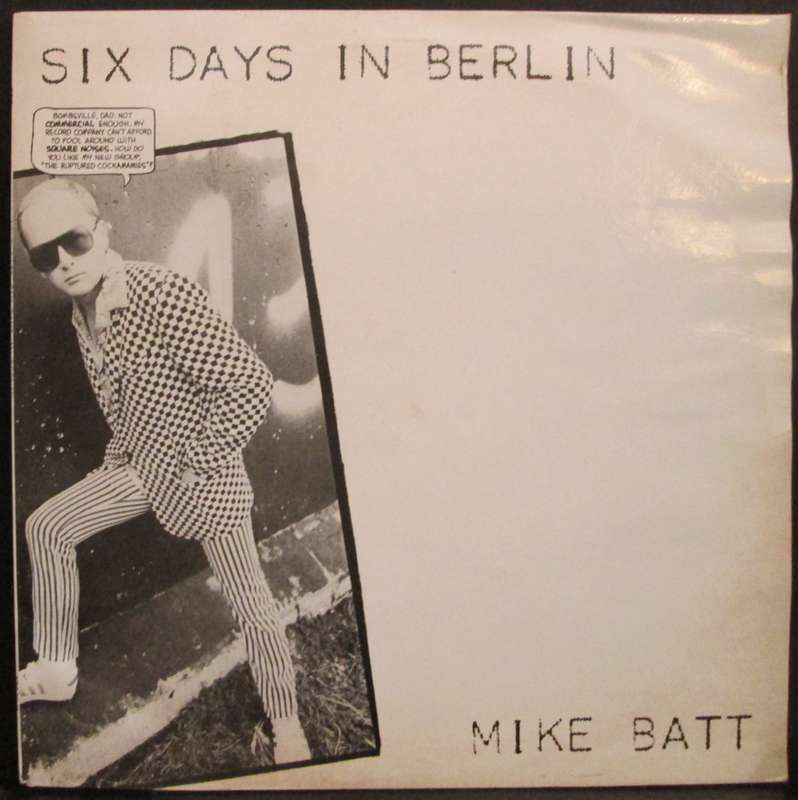 SIX DAYS IN BERLIN
BOMBSVILLE, DAD. NOT
COMMERCIAL ENOUGH. MY
RECORD COMPANY CAN'T AFFORD
TO FOOL AROUND WITH
SQUARE NOISES. HOW DO
YOU LIKE MY NEW GROUP,
"THE RUPTURED COCKAMAMIES"?
MIKE BATT